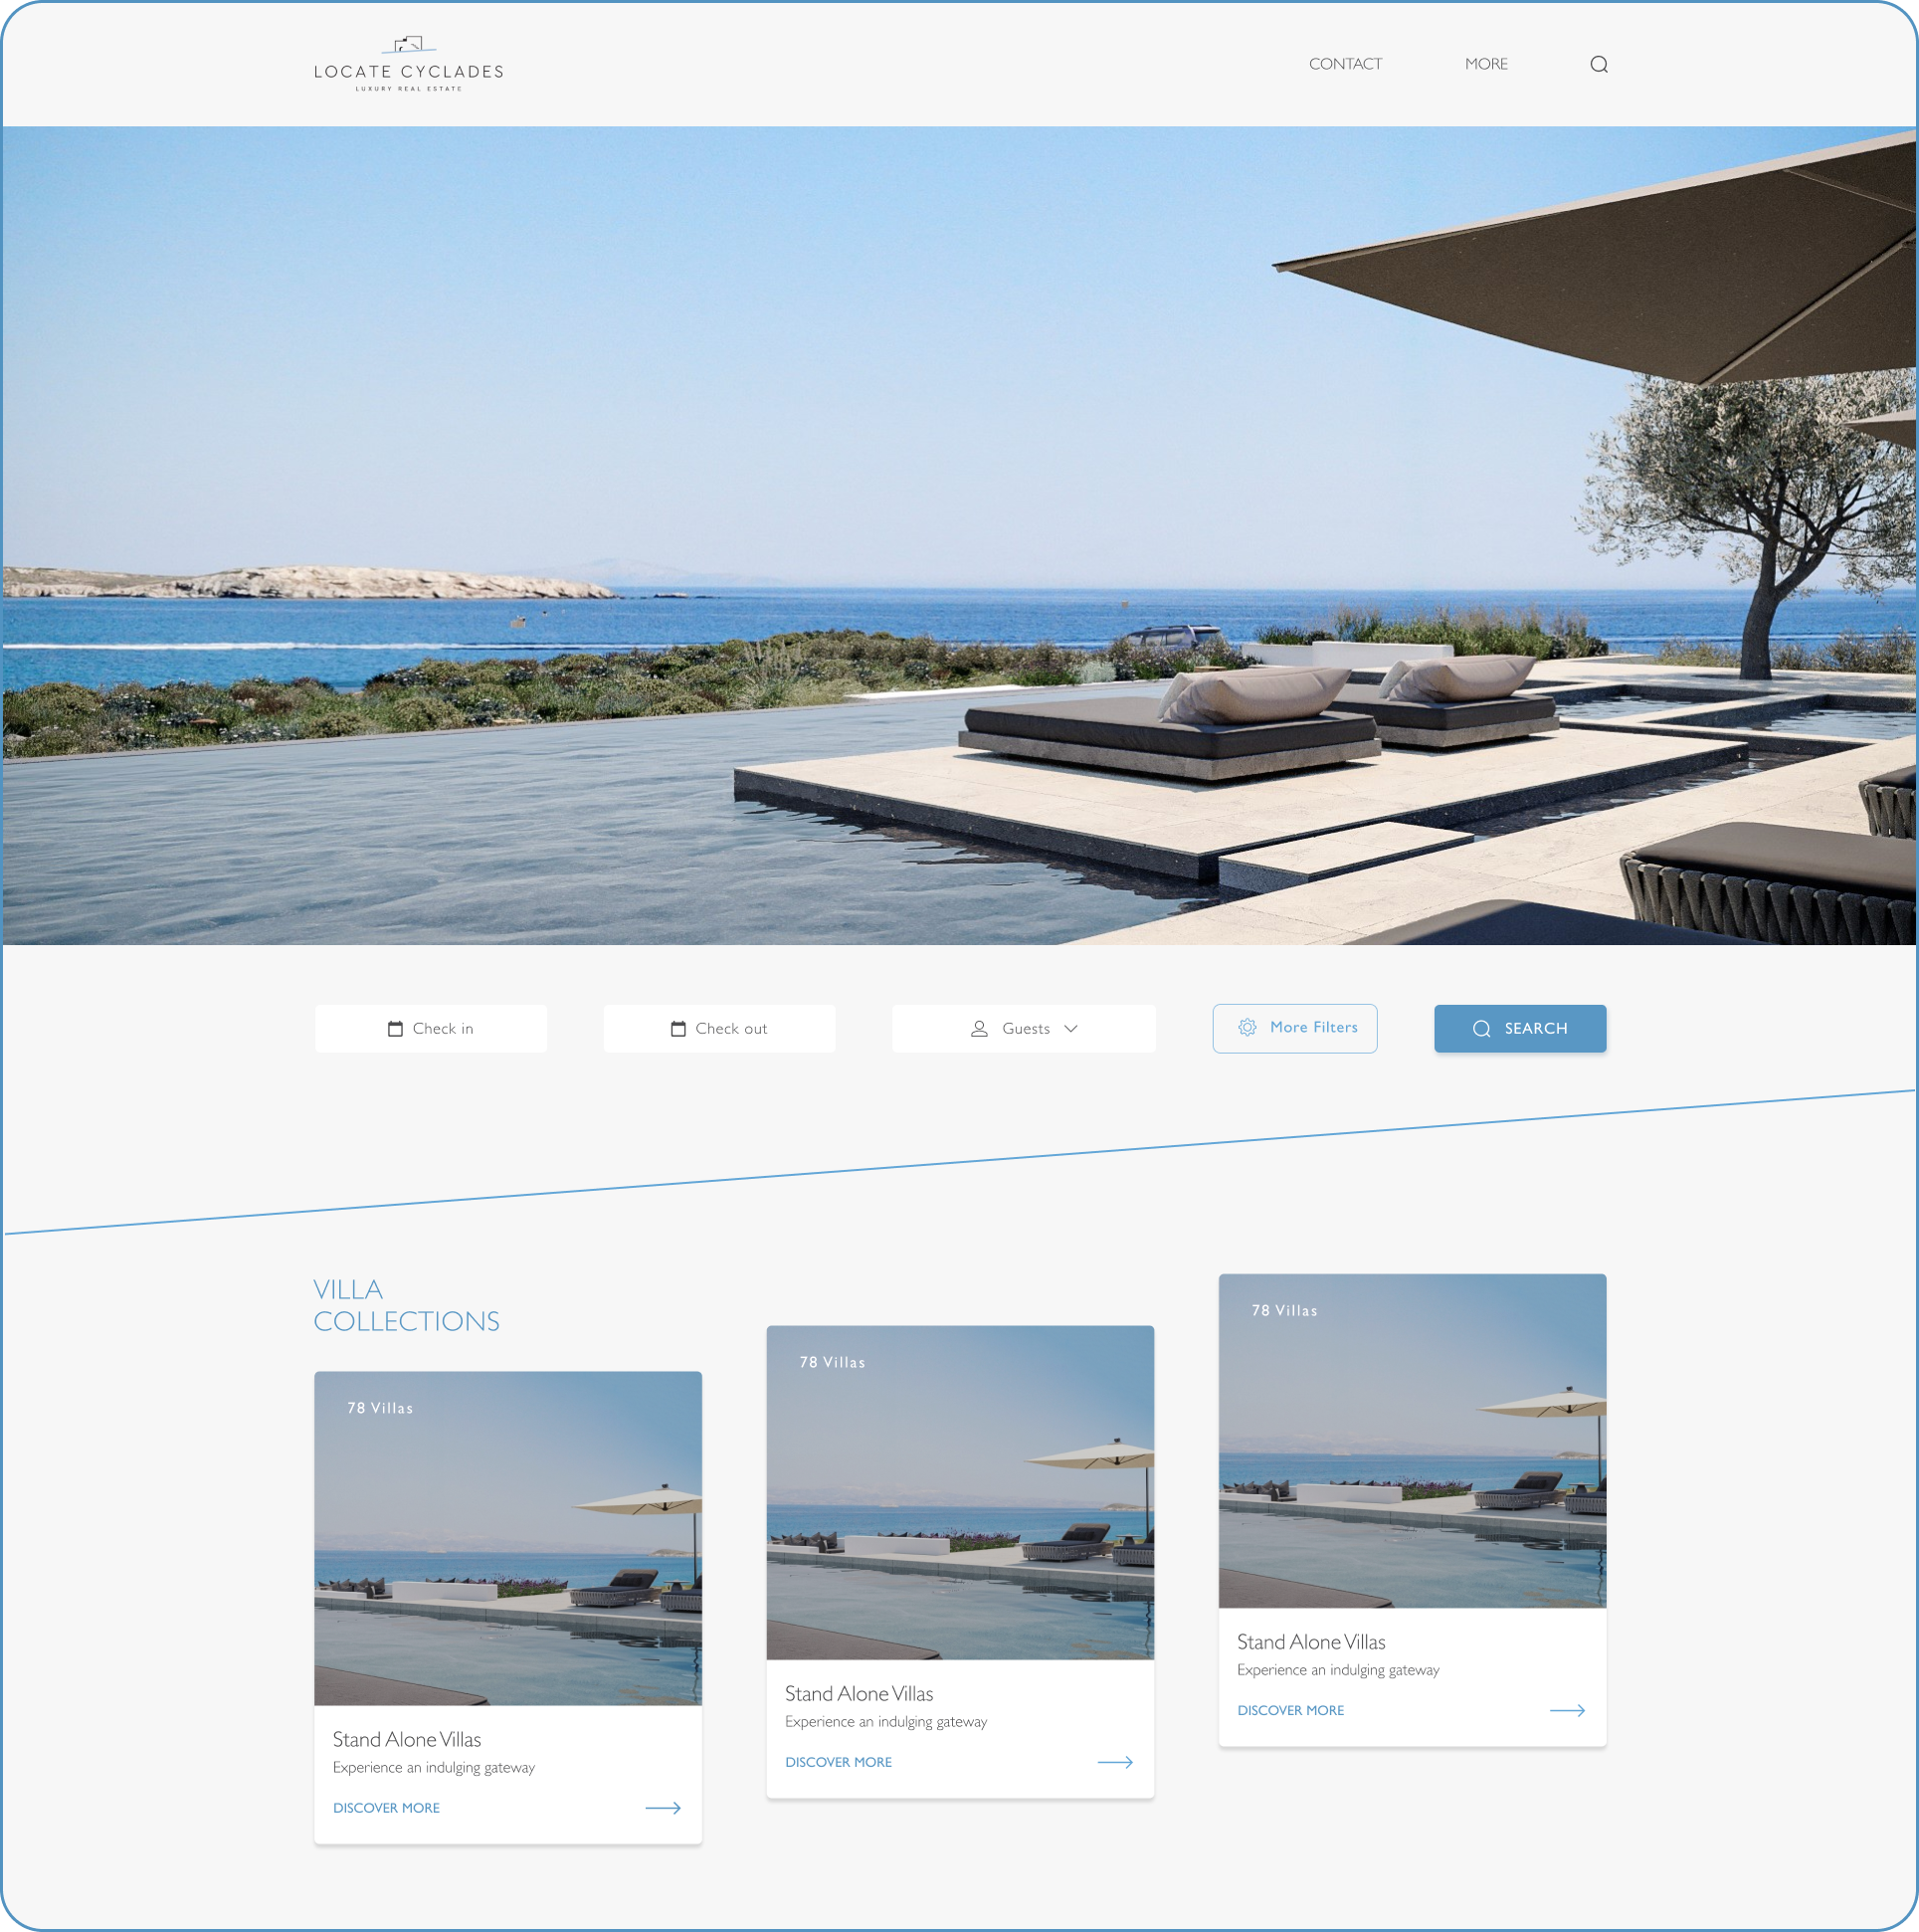 LOCATE CYCLADES
LUXURY REAL ESTATE
CONTACT
MORE
Check in
Check out
Guests
More Filters
SEARCH
VILLA
COLLECTIONS
78 Villas
Stand Alone Villas
Experience an indulging gateway
DISCOVER MORE
78 Villas
Stand Alone Villas
Experience an indulging gateway
DISCOVER MORE
78 Villas
Stand Alone Villas
Experience an indulging gateway
DISCOVER MORE